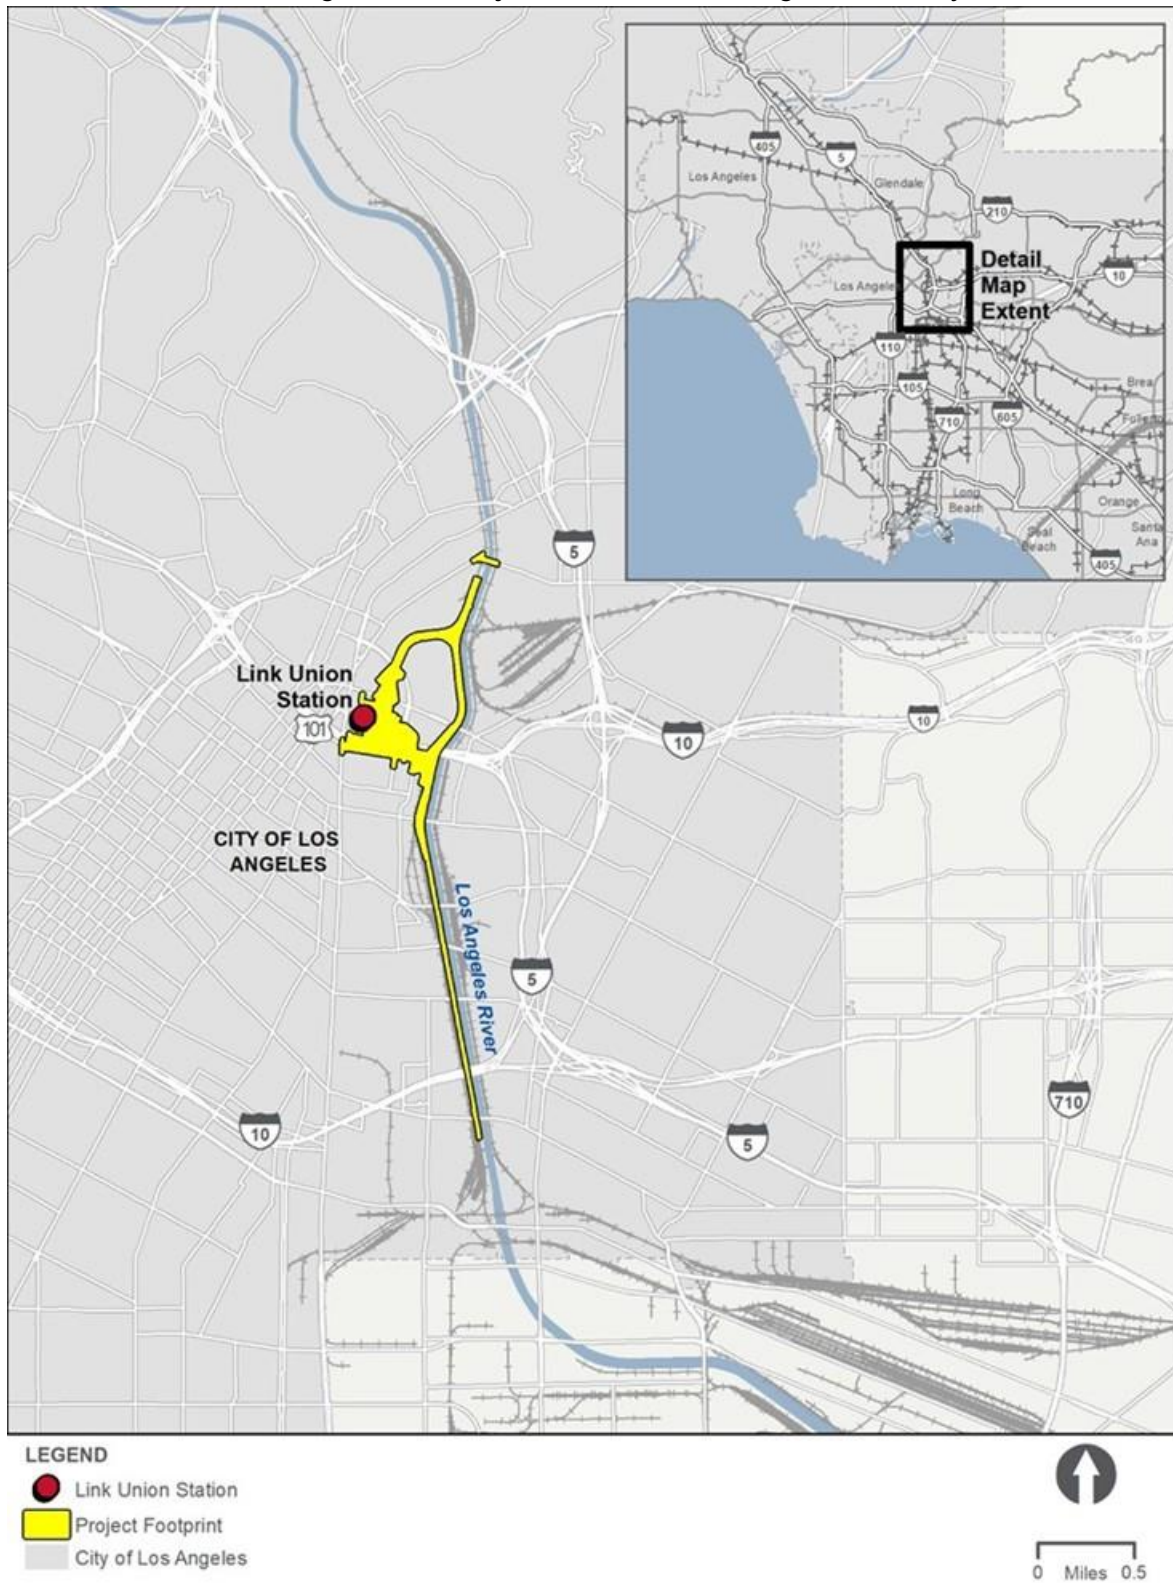 405
5
Los Angeles
Glendale
210
Detail
Map
Extent
10
Los Angeles
110
105
710
605
Brea
Long
Beach
Seal
Beach
Orange
Santa
Ana
405
5
Link Union
Station
101
10
10
CITY OF LOS
ANGELES
Los Angeles River
5
10
5
710
LEGEND
Link Union Station
Project Footprint
City of Los Angeles
0 Miles 0.5